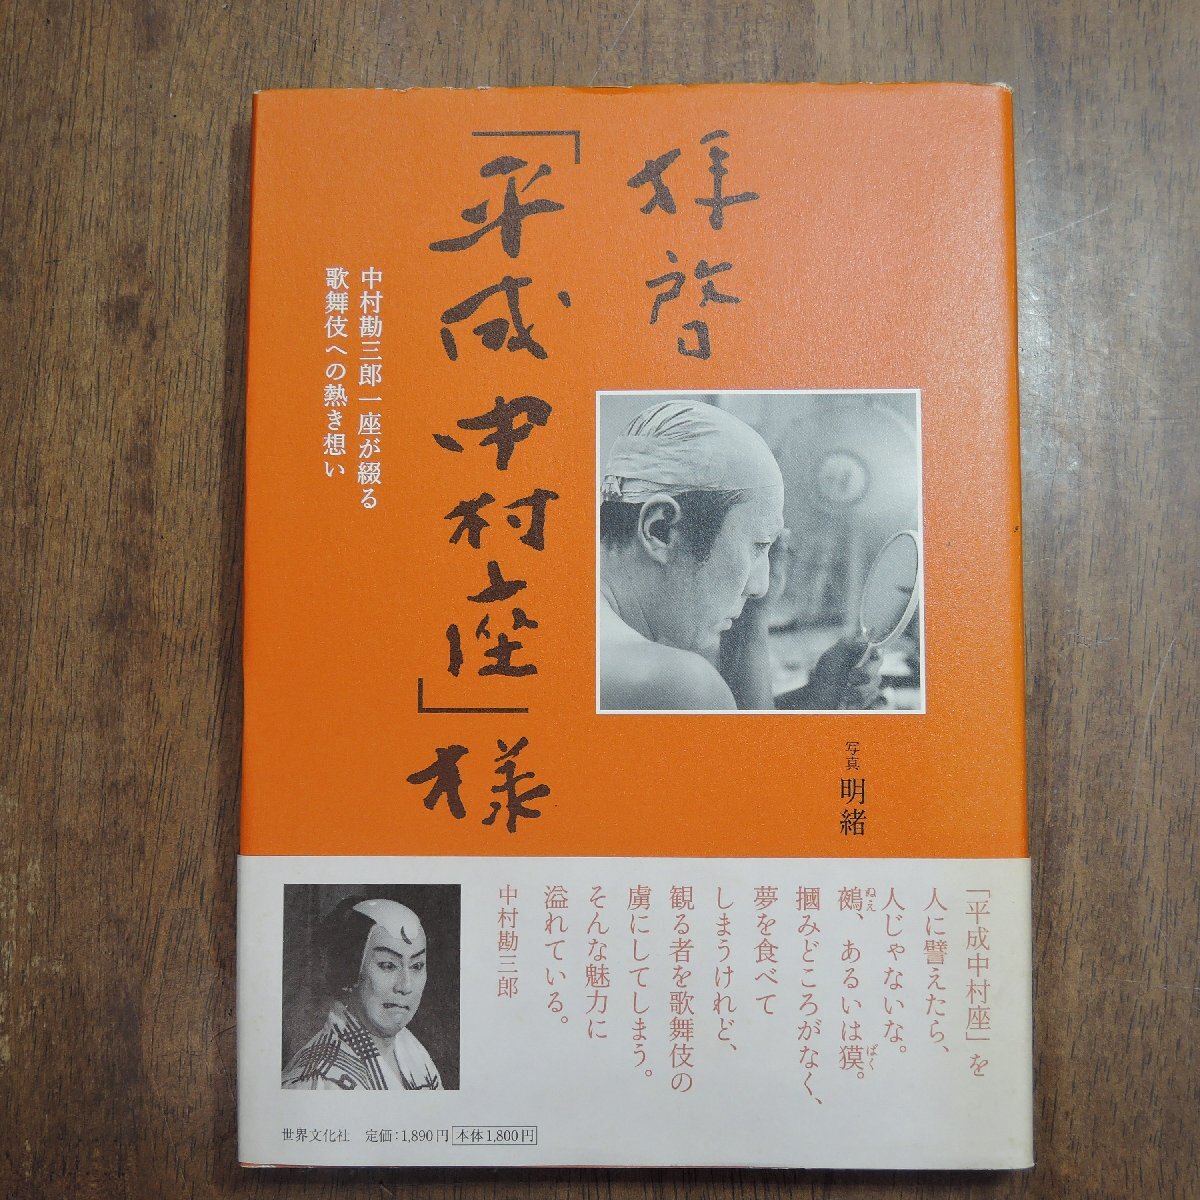 拝啓
「平成中村座」様
中村勘三郎一座が綴る
歌舞伎への熱き想い
写真 明緒
「平成中村座」を
人に譬えたら、
人じゃないな。
鵺、あるいは獏。
ぬえ
ばく
摑みどころがなく、
夢を食べて
しまうけれど、
観る者を歌舞伎の
虜にしてしまう。
そんな魅力に
溢れている。
中村勘三郎
世界文化社 定価：1,890円 本体1,800円